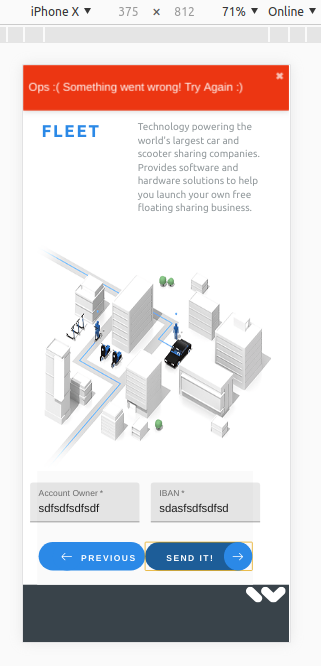 iPhone X ▼ 375 × 812 71% ▼ Online ▼
Ops :( Something went wrong! Try Again :) ✖
FLEET
Technology powering the
world's largest car and
scooter sharing companies.
Provides software and
hardware solutions to help
you launch your own free
floating sharing business.
Account Owner * IBAN *
sdfsfdsfdsfdsf sdasfsdfsdfsd
← PREVIOUS SEND IT! →